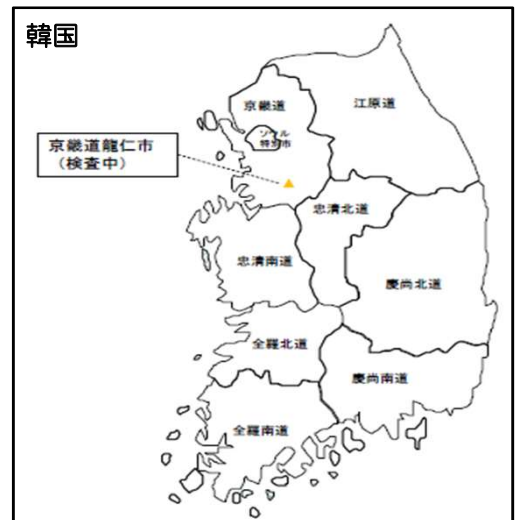 韓国
京畿道
江原道
ソウル
特別市
京畿道龍仁市
（検査中）
忠清北道
忠清南道
慶尚北道
全羅北道
慶尚南道
全羅南道